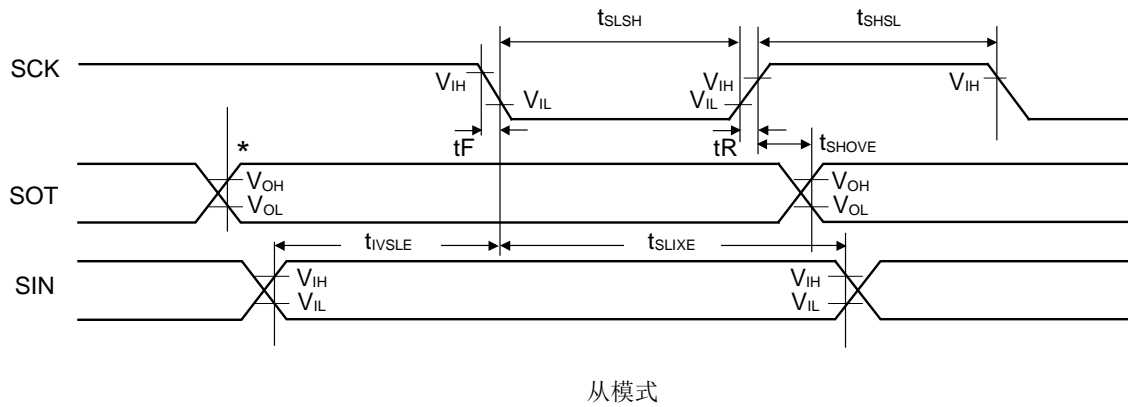 tSLSH
tSHSL
SCK
VIH
VIL
VIH
VIL
VIH
tF
tR
tSHOVE
*
SOT
VOH
VOL
VOH
VOL
tIVSLE
tSLIXE
SIN
VIH
VIL
VIH
VIL
从模式